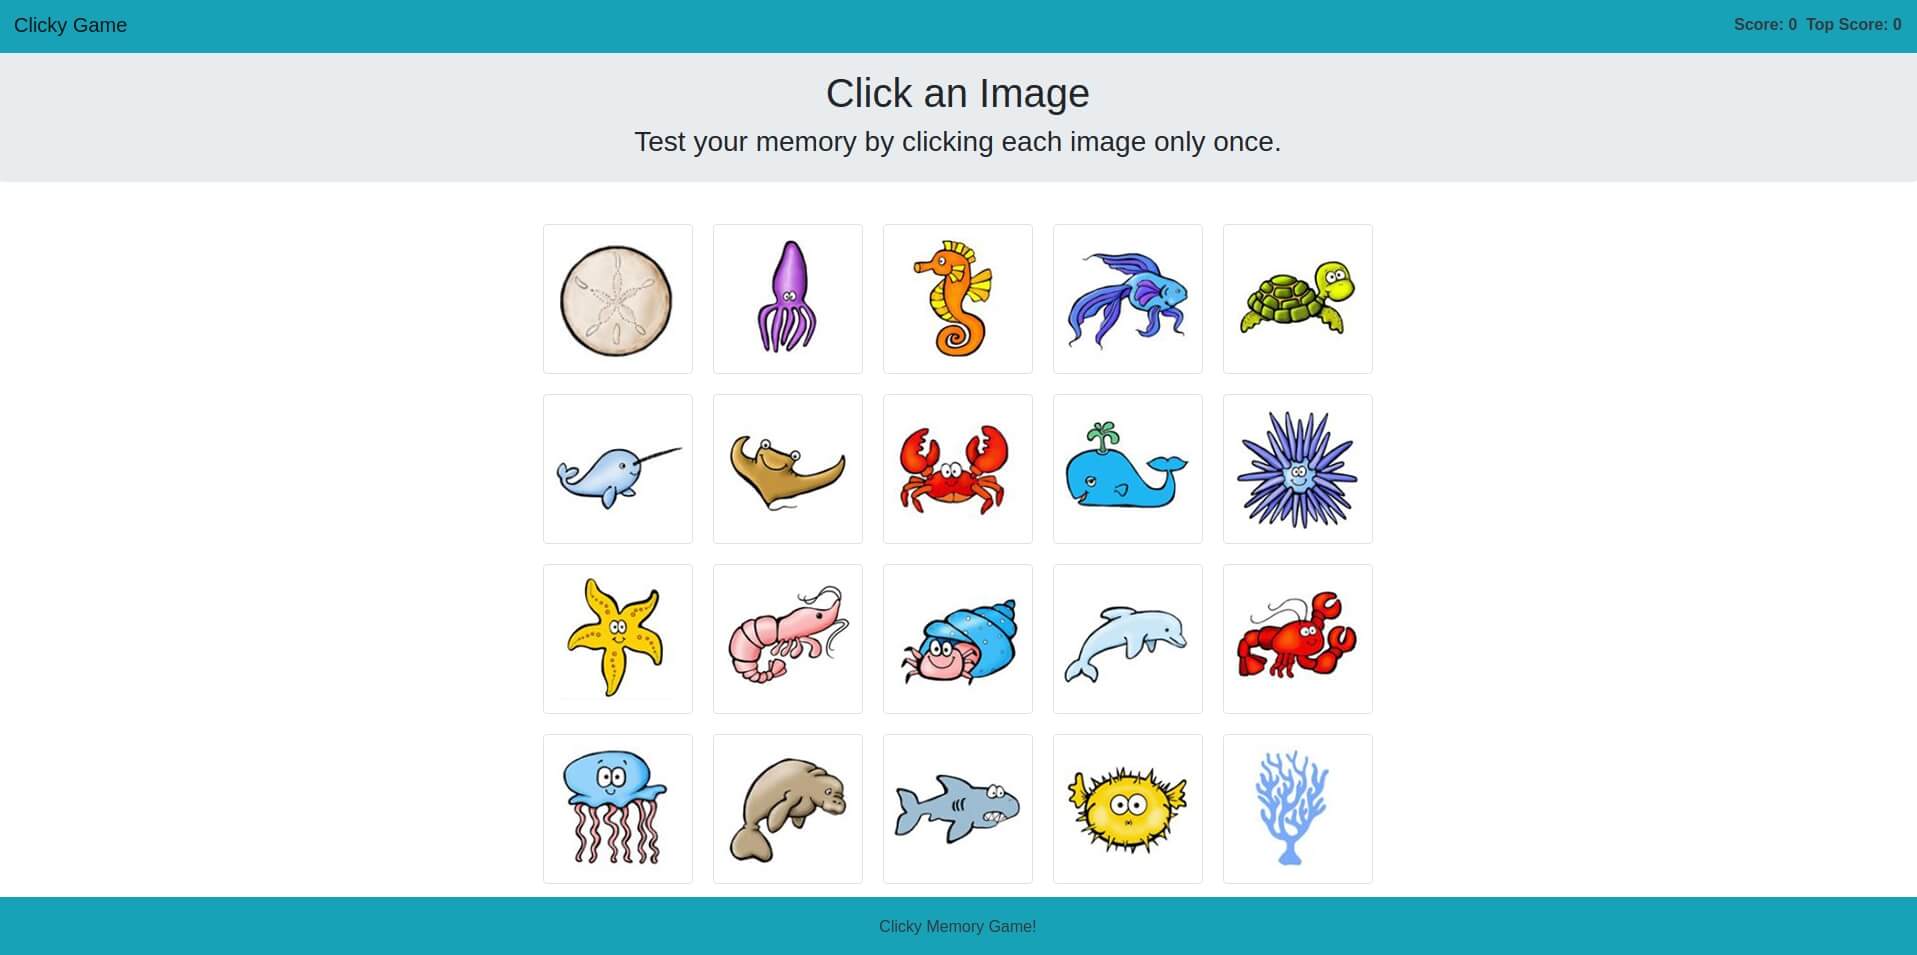 Clicky Game
Score: 0  Top Score: 0
Click an Image
Test your memory by clicking each image only once.
Clicky Memory Game!